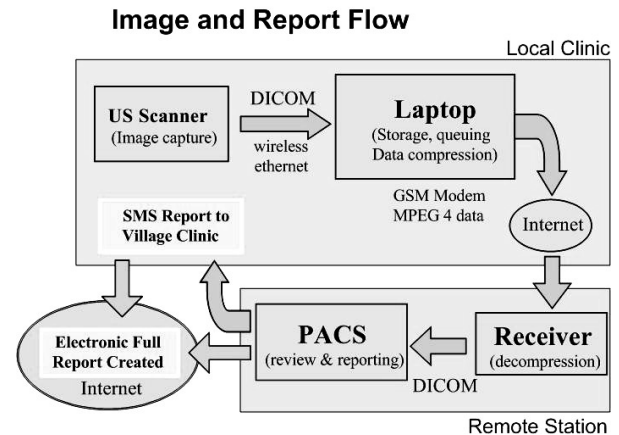 Image and Report Flow
Local Clinic
US Scanner
(Image capture)
DICOM
wireless
ethernet
Laptop
(Storage, queuing
Data compression)
GSM Modem
MPEG 4 data
Internet
SMS Report to
Village Clinic
Electronic Full
Report Created
Internet
PACS
(review & reporting)
DICOM
Receiver
(decompression)
Remote Station